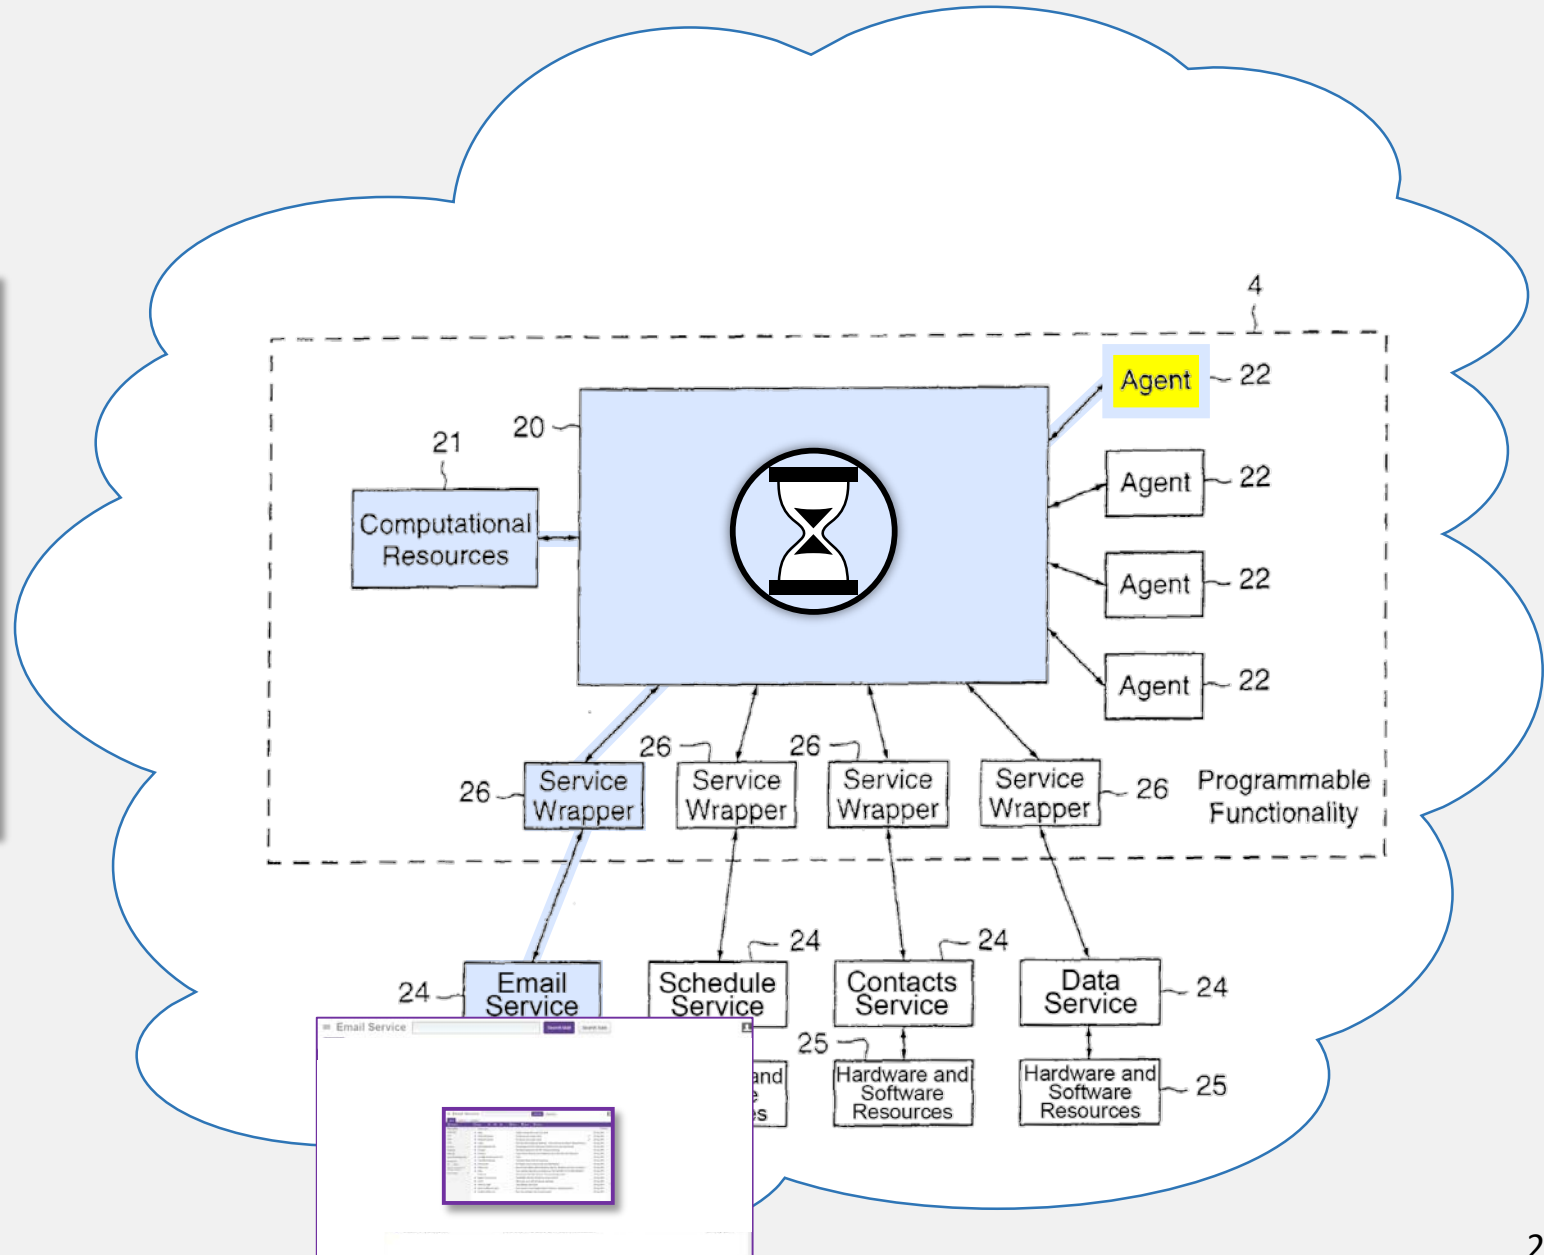 4
Agent
22
20
21
Agent
22
Computational
Resources
Agent
22
Agent
22
26
26
26
Service
Wrapper
Service
Wrapper
Service
Wrapper
Service
Wrapper
26
Programmable
Functionality
24
24
24
Email
Service
Schedule
Service
Contacts
Service
Data
Service
24
Email Service
25
and
Hardware and
Software
Resources
Hardware and
Software
Resources
25
2